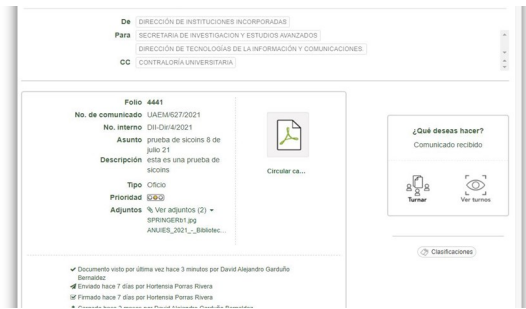 De DIRECCIÓN DE INSTITUCIONES INCORPORADAS
Para SECRETARIA DE INVESTIGACION Y ESTUDIOS AVANZADOS
DIRECCIÓN DE TECNOLOGÍAS DE LA INFORMACIÓN Y COMUNICACIONES
CC CONTRALORÍA UNIVERSITARIA
Folio 4441
No. de comunicado UAEM/627/2021
No. interno DII-Dir/4/2021
Asunto prueba de sicoins 8 de
julio 21
Descripción esta es una prueba de
sicoins
Tipo Oficio
Prioridad
Adjuntos Ver adjuntos (2)
SPRINGERb1.jpg
ANUIES_2021_-_Bibliotec...
Circular ca...
¿Qué deseas hacer?
Comunicado recibido
Turnar Ver turnos
Clasificaciones
Documento visto por última vez hace 3 minutos por David Alejandro Garduño
Bernaldez
Enviado hace 7 días por Hortensia Porras Rivera
Firmado hace 7 días por Hortensia Porras Rivera